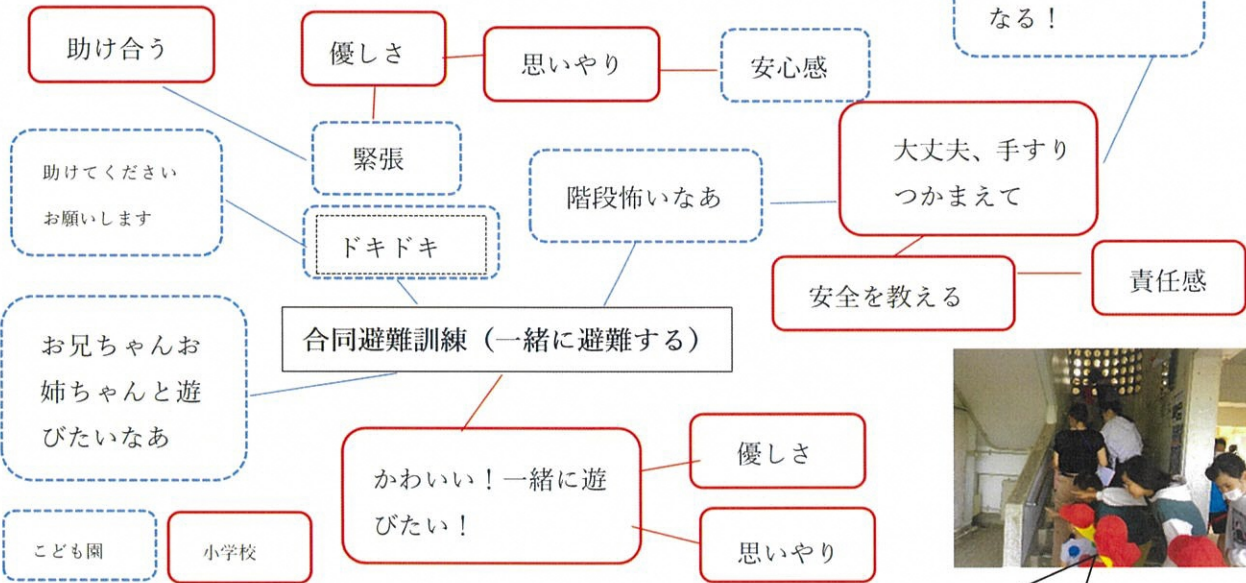 なる！
助け合う
優しさ
思いやり
安心感
緊張
助けてください
お願いします
階段怖いなあ
大丈夫、手すり
つかまえて
ドキドキ
安全を教える
責任感
合同避難訓練（一緒に避難する）
お兄ちゃんお
姉ちゃんと遊
びたいなあ
かわいい！一緒に遊
びたい！
優しさ
思いやり
こども園
小学校